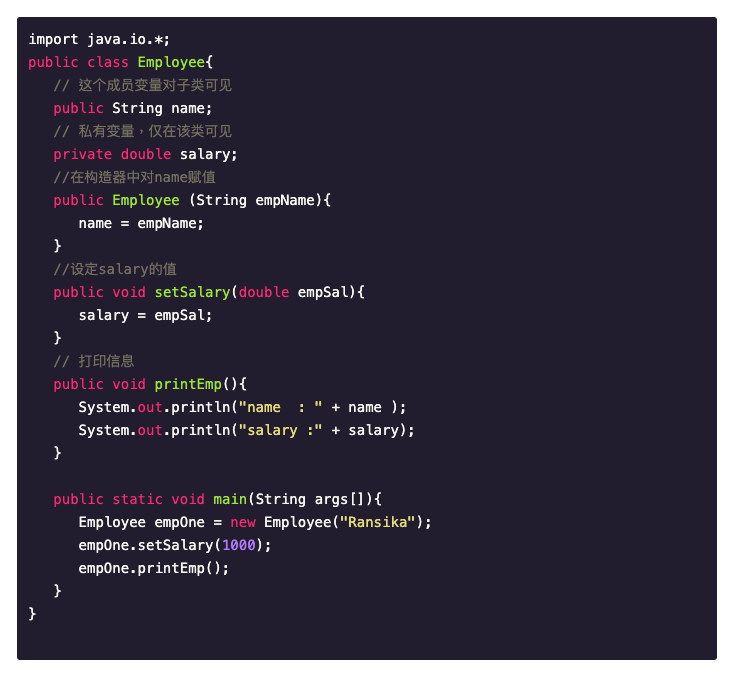 import java.io.*;
public class Employee{
   // 这个成员变量对子类可见
   public String name;
   // 私有变量，仅在该类可见
   private double salary;
   //在构造器中对name赋值
   public Employee (String empName){
      name = empName;
   }
   //设定salary的值
   public void setSalary(double empSal){
      salary = empSal;
   }
   // 打印信息
   public void printEmp(){
      System.out.println("name  : " + name );
      System.out.println("salary :" + salary);
   }

   public static void main(String args[]){
      Employee empOne = new Employee("Ransika");
      empOne.setSalary(1000);
      empOne.printEmp();
   }
}